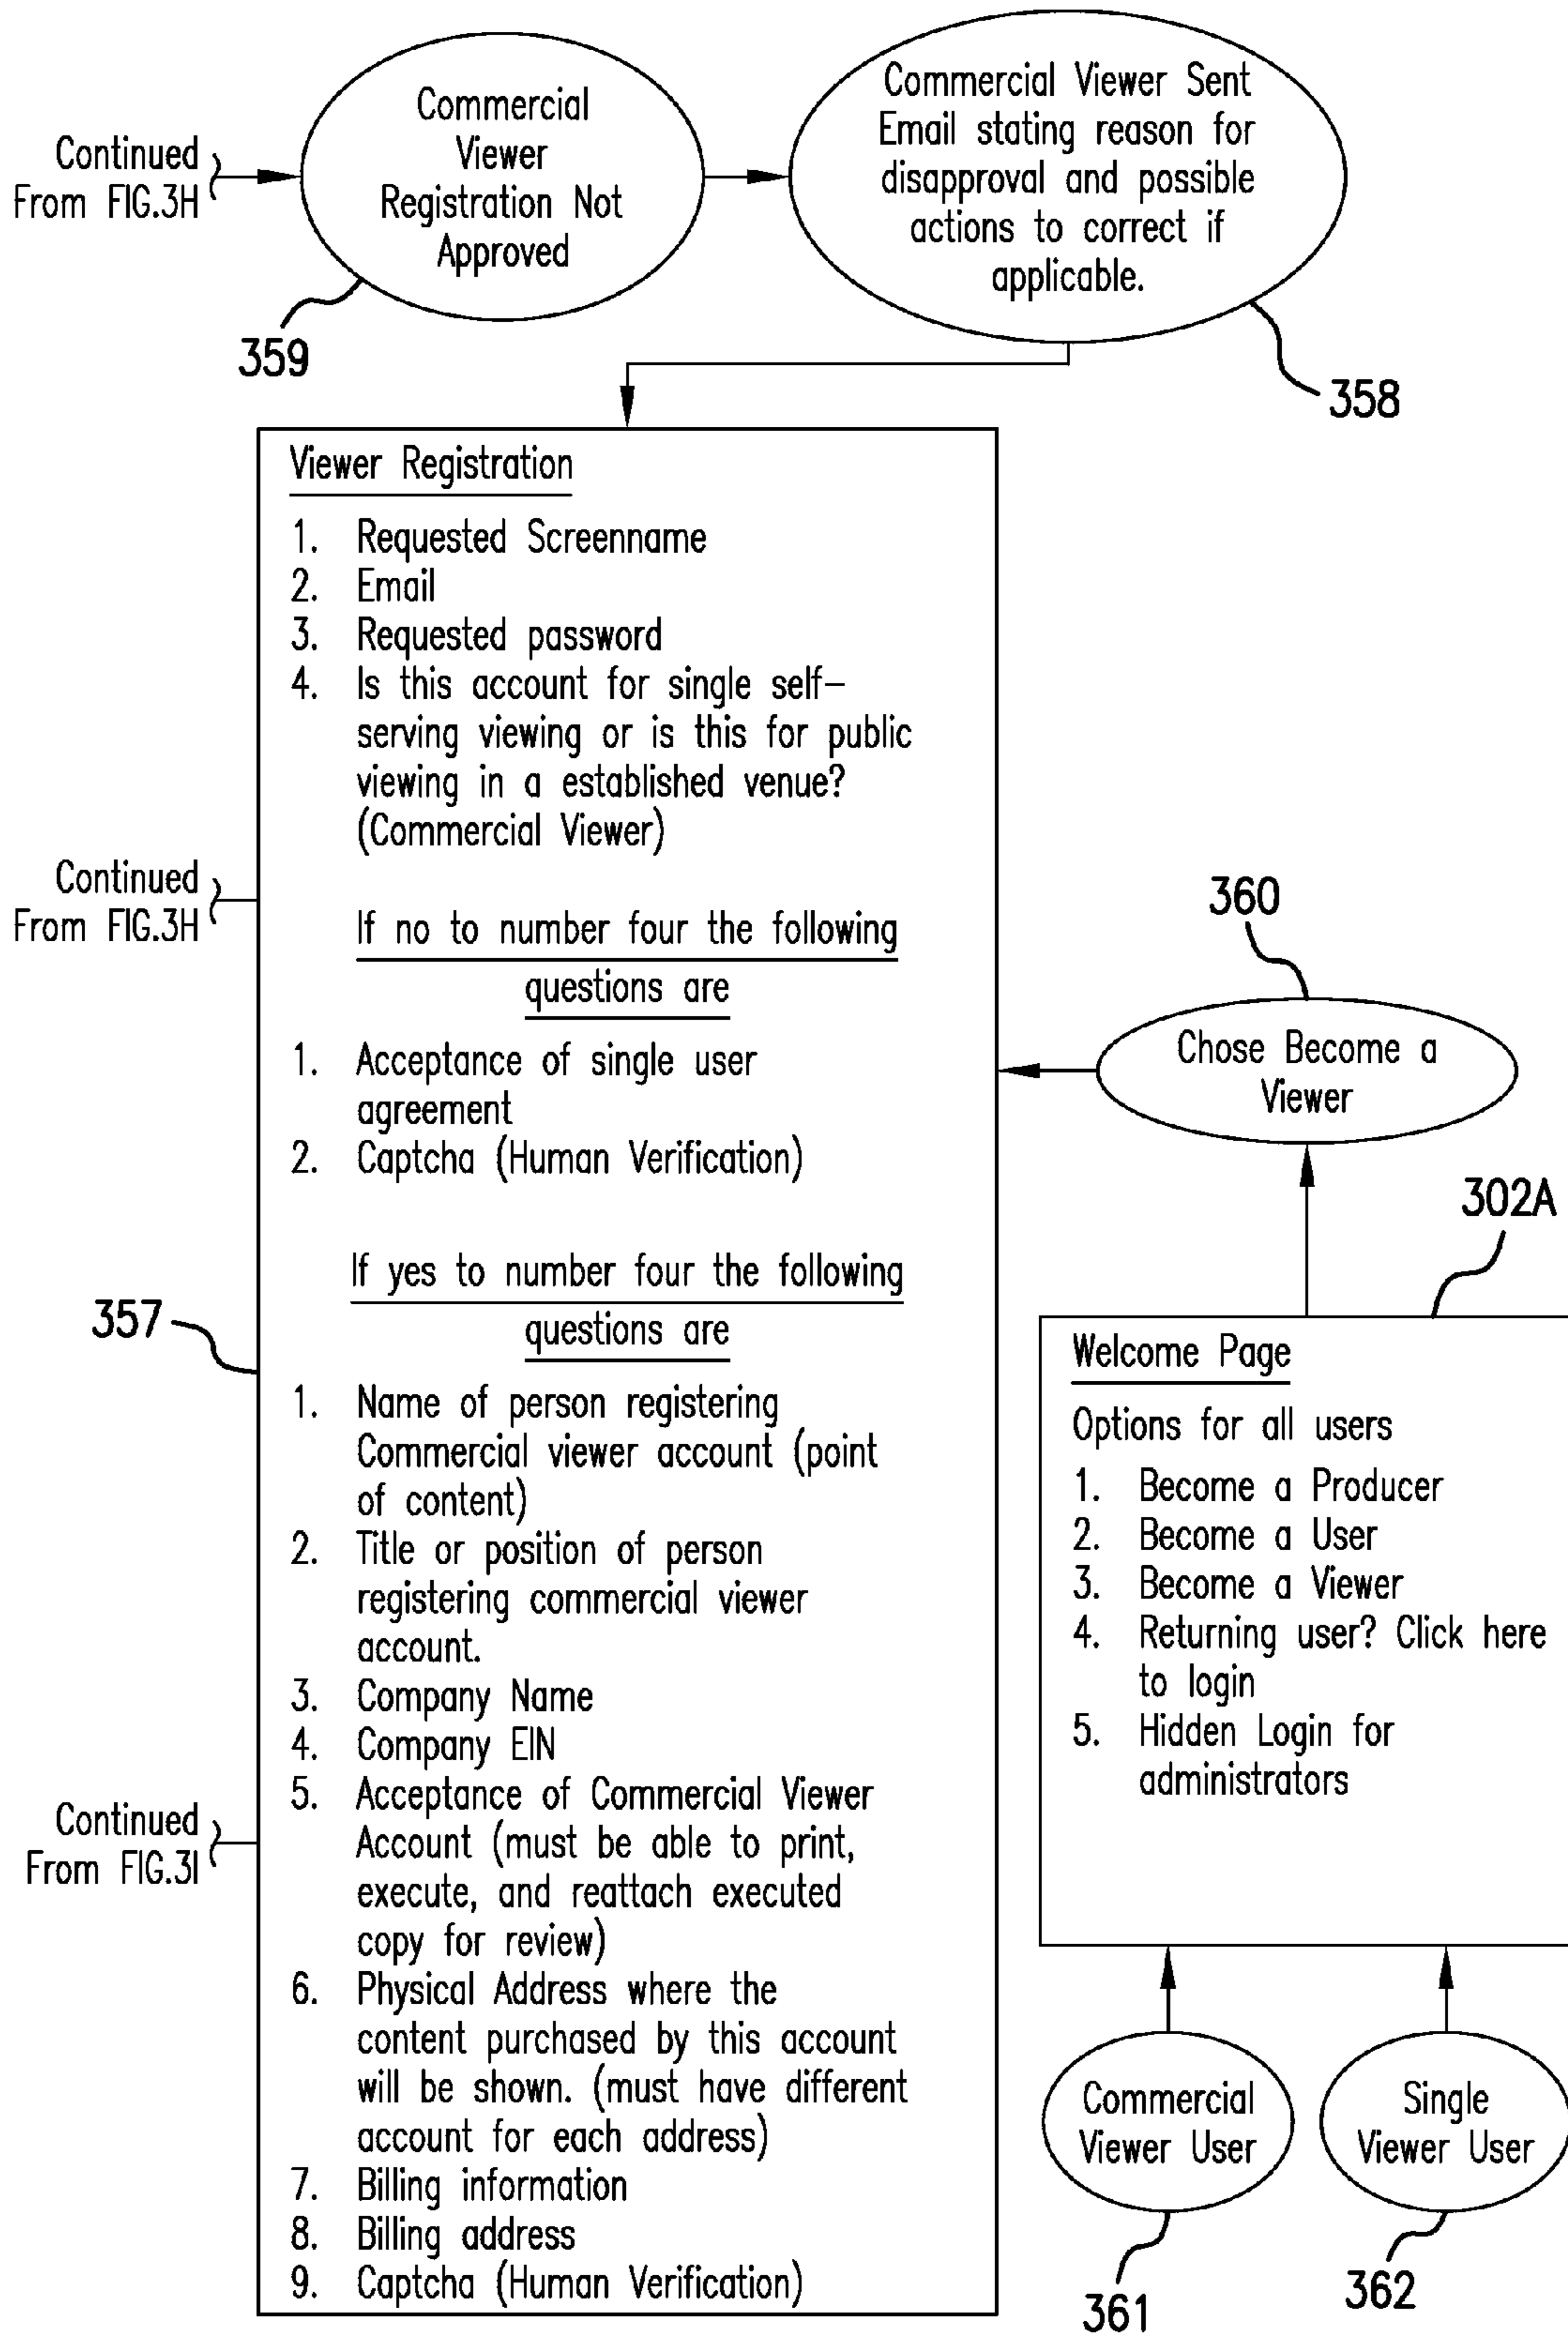 Continued
From FIG.3H
Commercial
Viewer
Registration Not
Approved
359
Commercial Viewer Sent
Email stating reason for
disapproval and possible
actions to correct if
applicable.
358
Viewer Registration
1. Requested Screenname
2. Email
3. Requested password
4. Is this account for single self-
serving viewing or is this for public
viewing in a established venue?
(Commercial Viewer)
Continued
From FIG.3H
If no to number four the following
questions are
1. Acceptance of single user
agreement
2. Captcha (Human Verification)
If yes to number four the following
questions are
357
1. Name of person registering
Commercial viewer account (point
of content)
2. Title or position of person
registering commercial viewer
account.
3. Company Name
4. Company EIN
5. Acceptance of Commercial Viewer
Account (must be able to print,
execute, and reattach executed
copy for review)
Continued
From FIG.3I
6. Physical Address where the
content purchased by this account
will be shown. (must have different
account for each address)
7. Billing information
8. Billing address
9. Captcha (Human Verification)
360
Chose Become a
Viewer
302A
Welcome Page
Options for all users
1. Become a Producer
2. Become a User
3. Become a Viewer
4. Returning user? Click here
to login
5. Hidden Login for
administrators
Commercial
Viewer User
361
Single
Viewer User
362